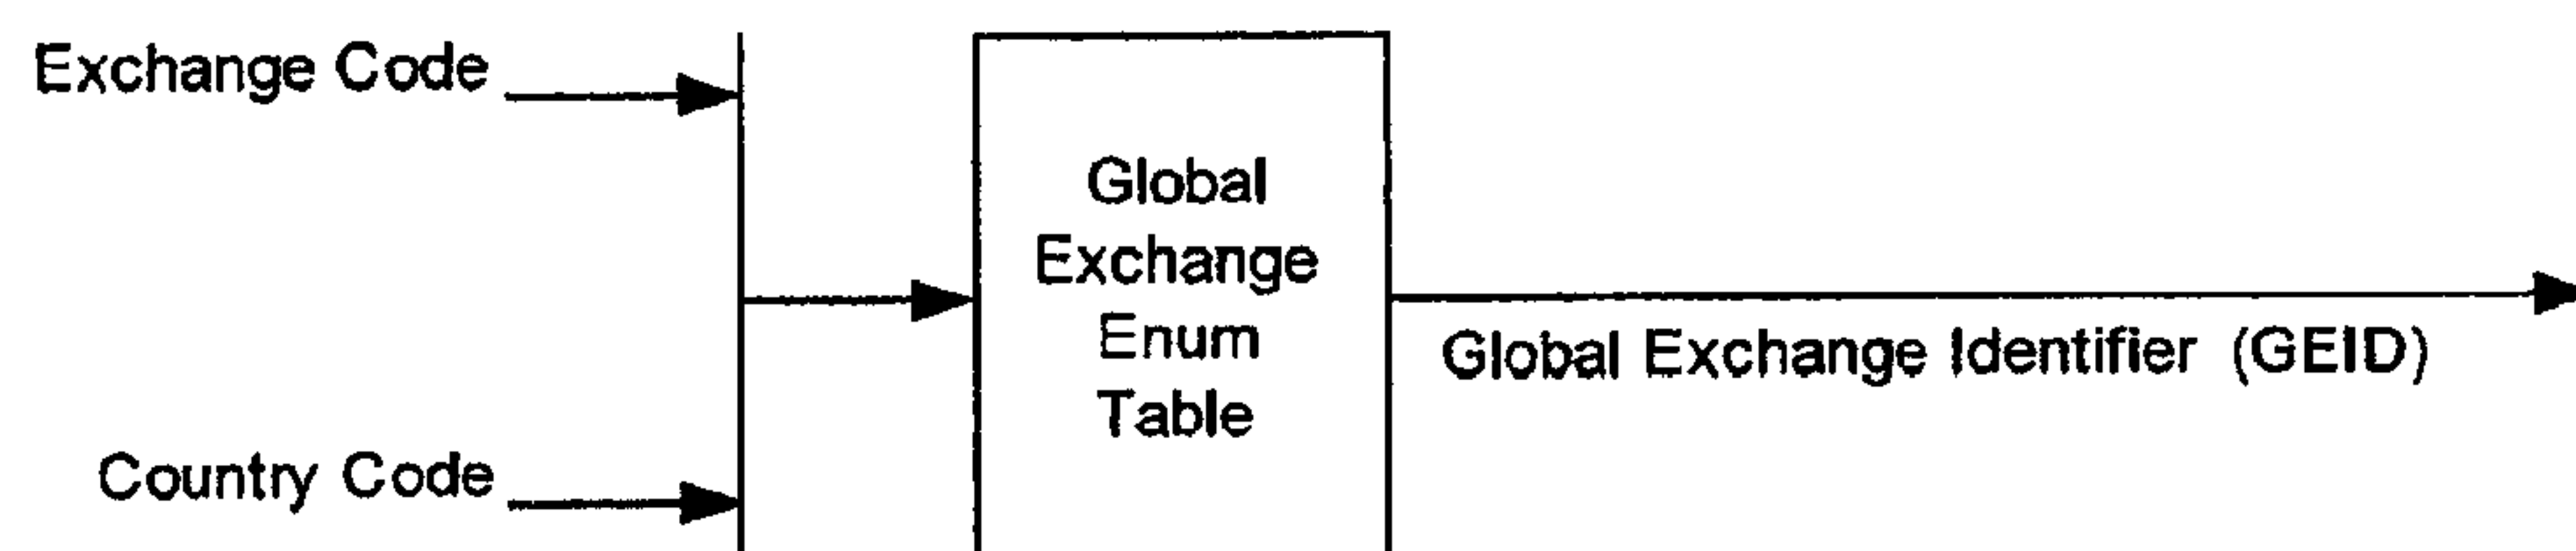 Exchange Code
Global
Exchange
Enum
Table
Global Exchange Identifier (GEID)
Country Code